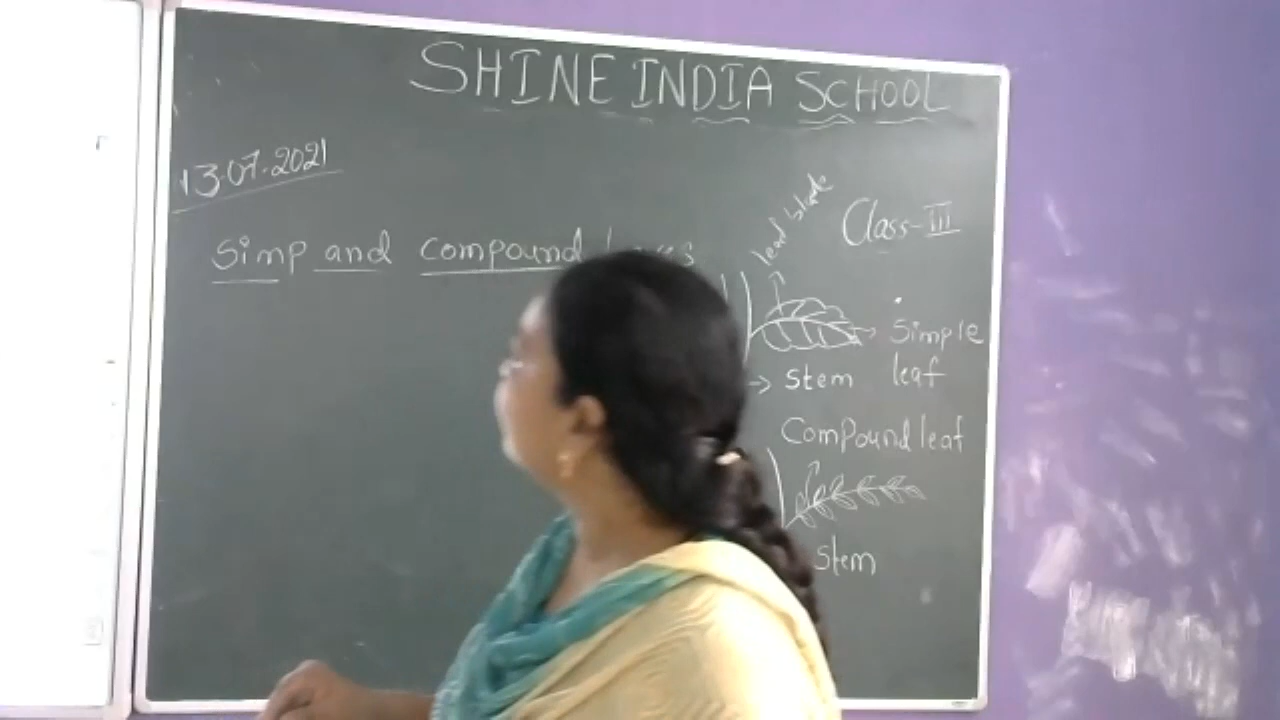 SHINE INDIA SCHOOL
13.07.2021
Simp and compound
leaf blade
Class-III
Simple
leaf
stem
Compound leaf
stem